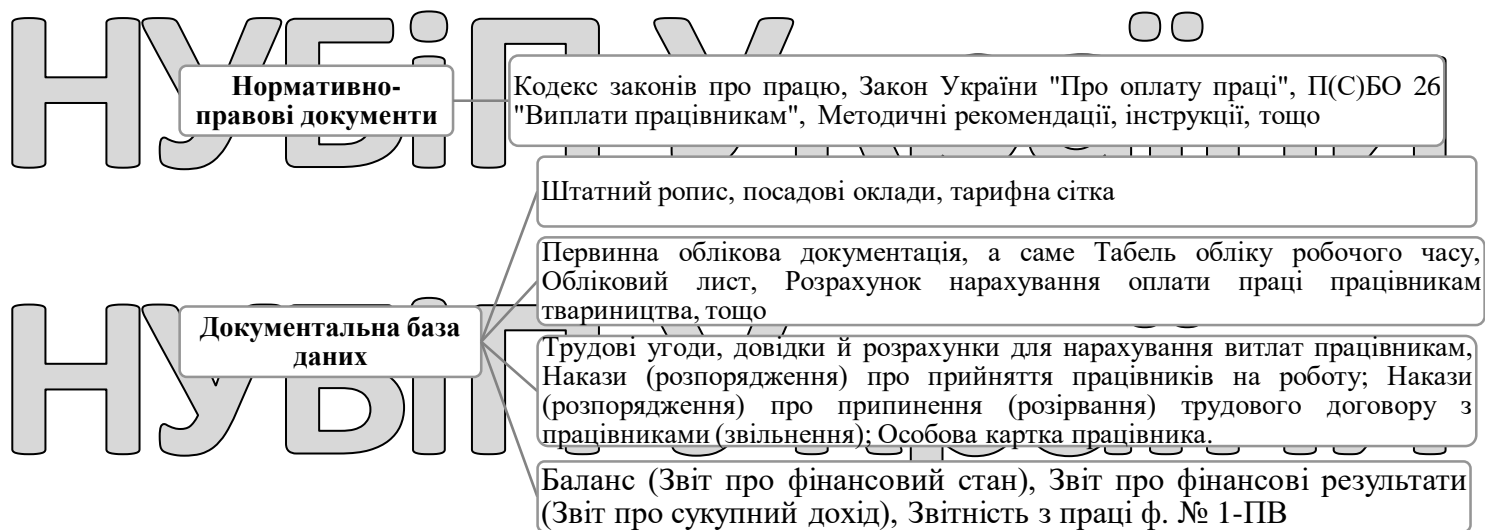 НУБіП України
Нормативно-
правові документи
Кодекс законів про працю, Закон України "Про оплату праці", П(С)БО 26
"Виплати працівникам", Методичні рекомендації, інструкції, тощо
Штатний ропис, посадові оклади, тарифна сітка
Первинна облікова документація, а саме Табель обліку робочого часу,
Обліковий лист, Розрахунок нарахування оплати праці працівникам
тваринництва, тощо
НУБіП України
Документальна база
даних
Трудові угоди, довідки й розрахунки для нарахування витлат працівникам,
Накази (розпорядження) про прийняття працівників на роботу; Накази
(розпорядження) про припинення (розірвання) трудового договору з
працівниками (звільнення); Особова картка працівника.
Баланс (Звіт про фінансовий стан), Звіт про фінансові результати
(Звіт про сукупний дохід), Звітність з праці ф. № 1-ПВ